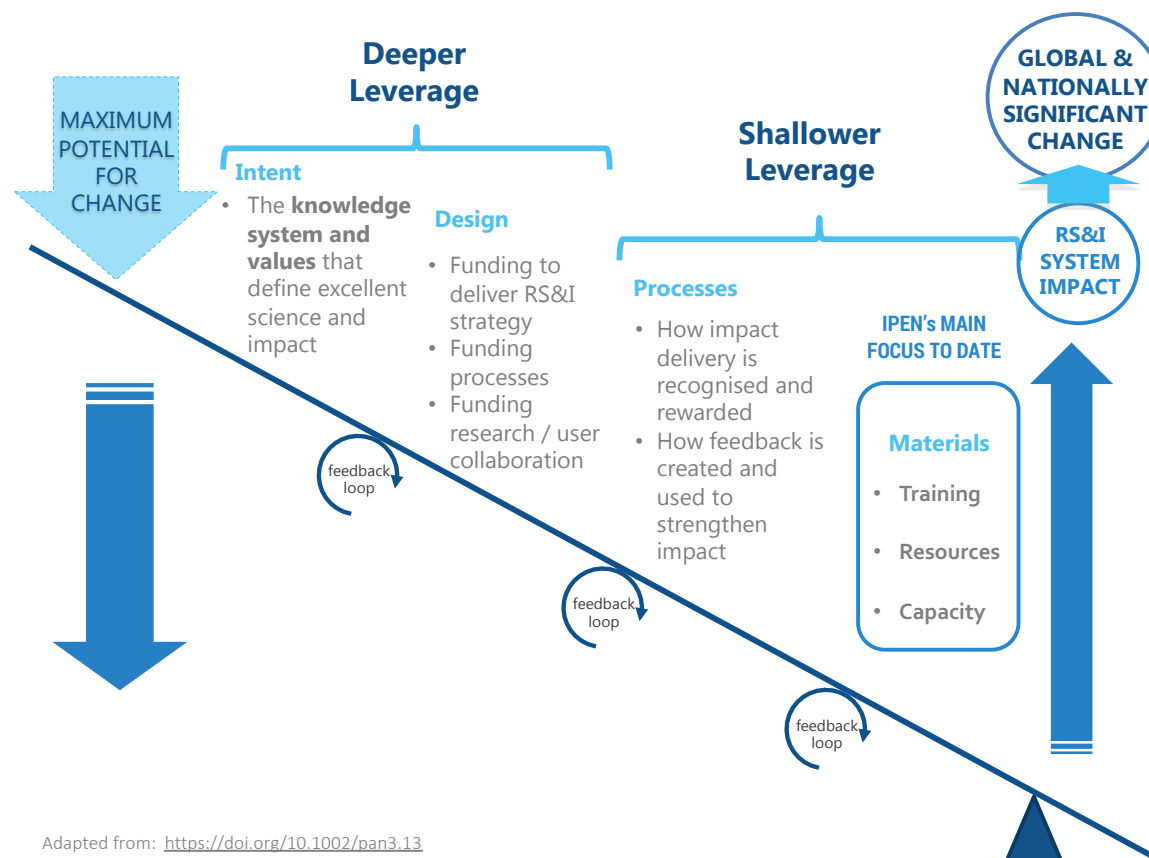 MAXIMUM
POTENTIAL
FOR
CHANGE
Deeper
Leverage
Intent
• The knowledge
system and
values that
define excellent
science and
impact
Design
• Funding to
deliver RS&I
strategy
• Funding
processes
• Funding
research / user
collaboration
Shallower
Leverage
Processes
• How impact
delivery is
recognised and
rewarded
• How feedback is
created and
used to
strengthen
impact
IPEN's MAIN
FOCUS TO DATE
Materials
• Training
• Resources
• Capacity
GLOBAL &
NATIONALLY
SIGNIFICANT
CHANGE
RS&I
SYSTEM
IMPACT
feedback
loop
feedback
loop
feedback
loop
Adapted from: https://doi.org/10.1002/pan3.13